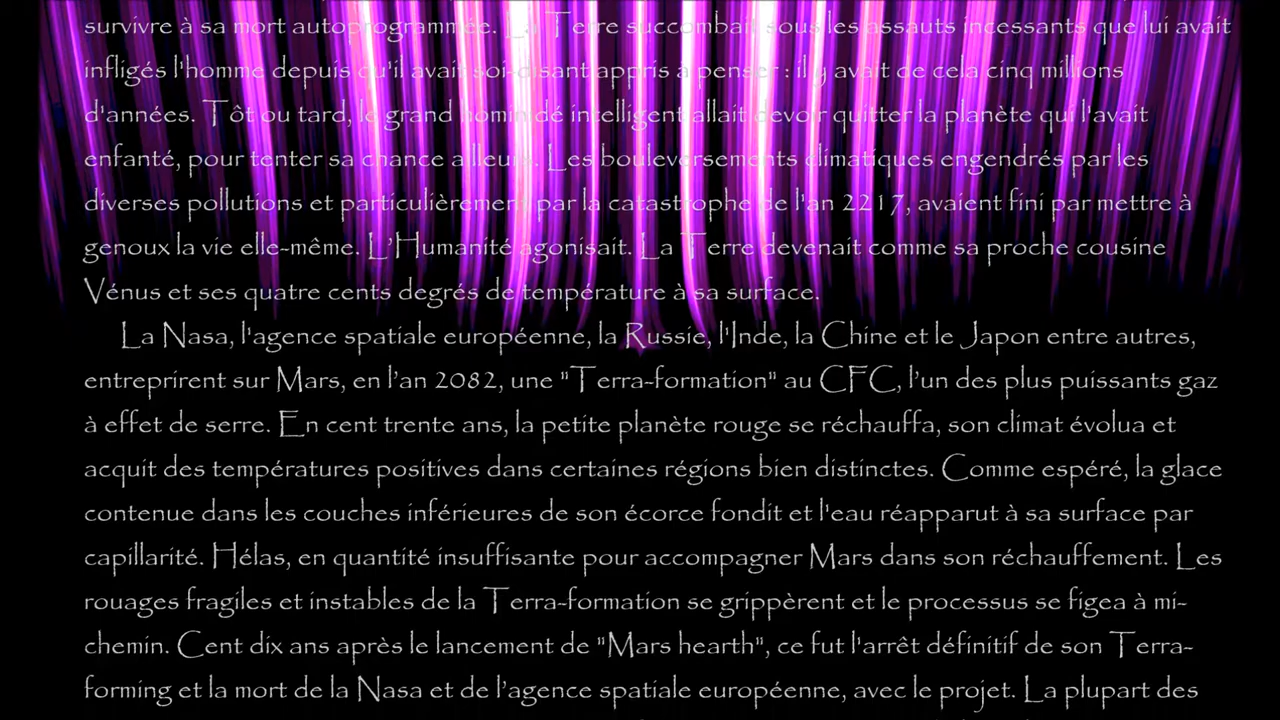 survivre à sa mort autoprogrammée. La Terre succombait sous les assauts incessants que lui avait
infligés l'homme depuis qu'il avait soi-disant appris à penser : il y avait de cela cinq millions
d'années. Tôt ou tard, le grand hominidé intelligent allait devoir quitter la planète qui l'avait
enfanté, pour tenter sa chance ailleurs. Les bouleversements climatiques engendrés par les
diverses pollutions et particulièrement par la catastrophe de l'an 2217, avaient fini par mettre à
genoux la vie elle-même. L'Humanité agonisait. La Terre devenait comme sa proche cousine
Vénus et ses quatre cents degrés de température à sa surface.
La Nasa, l'agence spatiale européenne, la Russie, l'Inde, la Chine et le Japon entre autres,
entreprirent sur Mars, en l'an 2082, une "Terra-formation" au CFC, l'un des plus puissants gaz
à effet de serre. En cent trente ans, la petite planète rouge se réchauffa, son climat évolua et
acquit des températures positives dans certaines régions bien distinctes. Comme espéré, la glace
contenue dans les couches inférieures de son écorce fondit et l'eau réapparut à sa surface par
capillarité. Hélas, en quantité insuffisante pour accompagner Mars dans son réchauffement. Les
rouages fragiles et instables de la Terra-formation se grippèrent et le processus se figea à mi-
chemin. Cent dix ans après le lancement de "Mars hearth", ce fut l'arrêt définitif de son Terra-
forming et la mort de la Nasa et de l'agence spatiale européenne, avec le projet. La plupart des